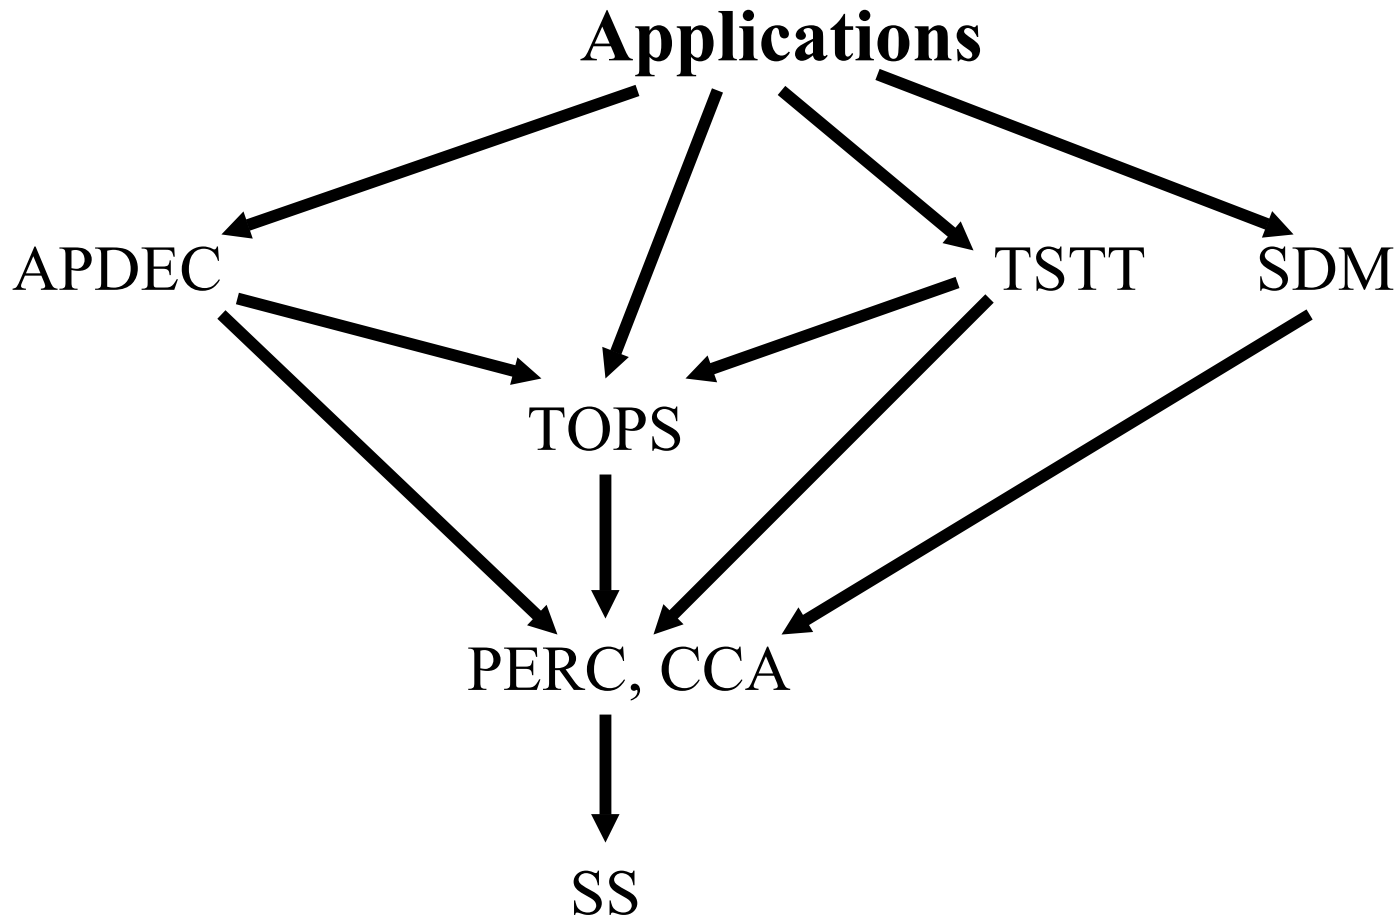 Applications
APDEC
TSTT
SDM
TOPS
PERC, CCA
SS